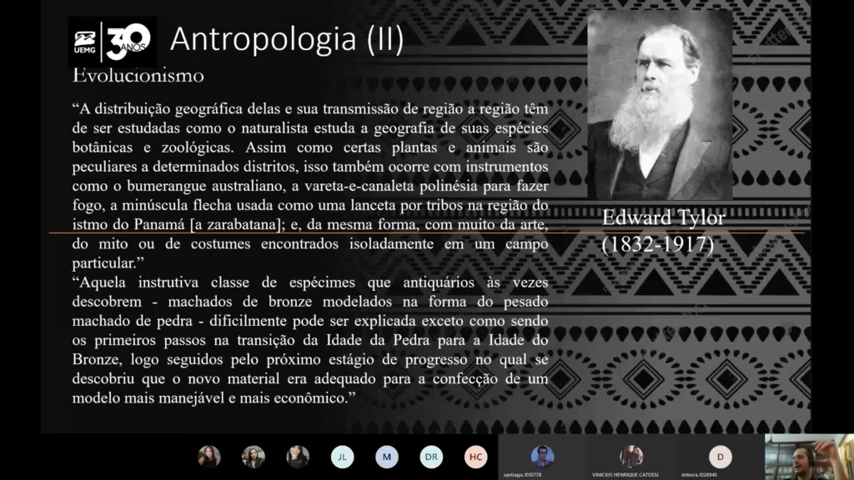 UEMG
30
ANOS
Antropologia (II)
Evolucionismo
“A distribuição geográfica delas e sua transmissão de região a região têm
de ser estudadas como o naturalista estuda a geografia de suas espécies
botânicas e zoológicas. Assim como certas plantas e animais são
peculiares a determinados distritos, isso também ocorre com instrumentos
como o bumerangue australiano, a vareta-e-canaleta polinésia para fazer
fogo, a minúscula flecha usada como uma lanceta por tribos na região do
istmo do Panamá [a zarabatana]; e, da mesma forma, com muito da arte,
do mito ou de costumes encontrados isoladamente em um campo
particular.”
“Aquela instrutiva classe de espécimes que antiquários às vezes
descobrem - machados de bronze modelados na forma do pesado
machado de pedra - dificilmente pode ser explicada exceto como sendo
os primeiros passos na transição da Idade da Pedra para a Idade do
Bronze, logo seguidos pelo próximo estágio de progresso no qual se
descobriu que o novo material era adequado para a confecção de um
modelo mais manejável e mais econômico.”
Edward Tylor
(1832-1917)
JL
M
DR
HC
D
santiago.1015778
VINICIUS HENRIQUE CATOSSI
debora.1028940